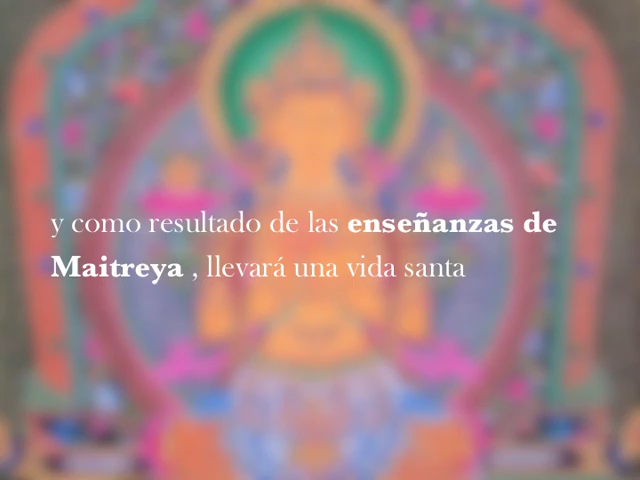 y como resultado de las enseñanzas de
Maitreya , llevará una vida santa